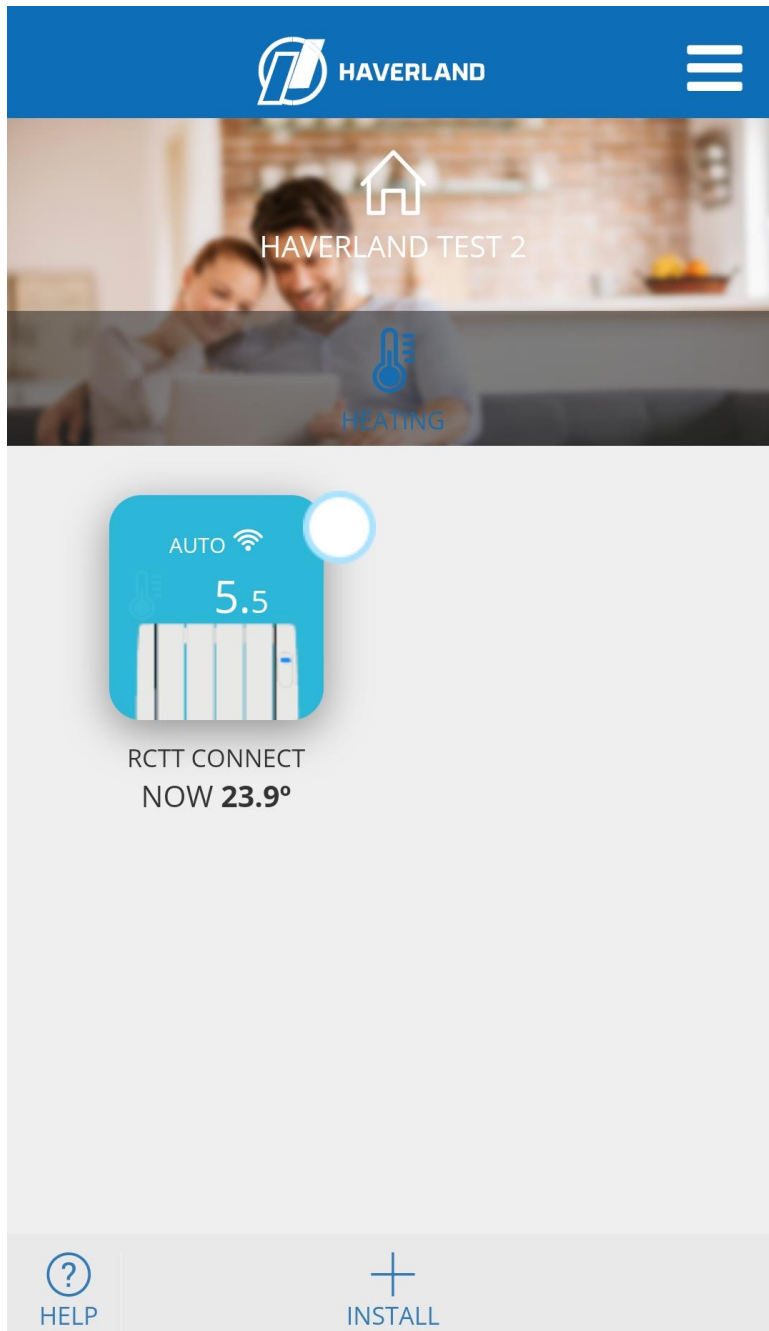 HAVERLAND
HAVERLAND TEST 2
HEATING
AUTO
5.5
RCTT CONNECT
NOW 23.9º
?
HELP
INSTALL